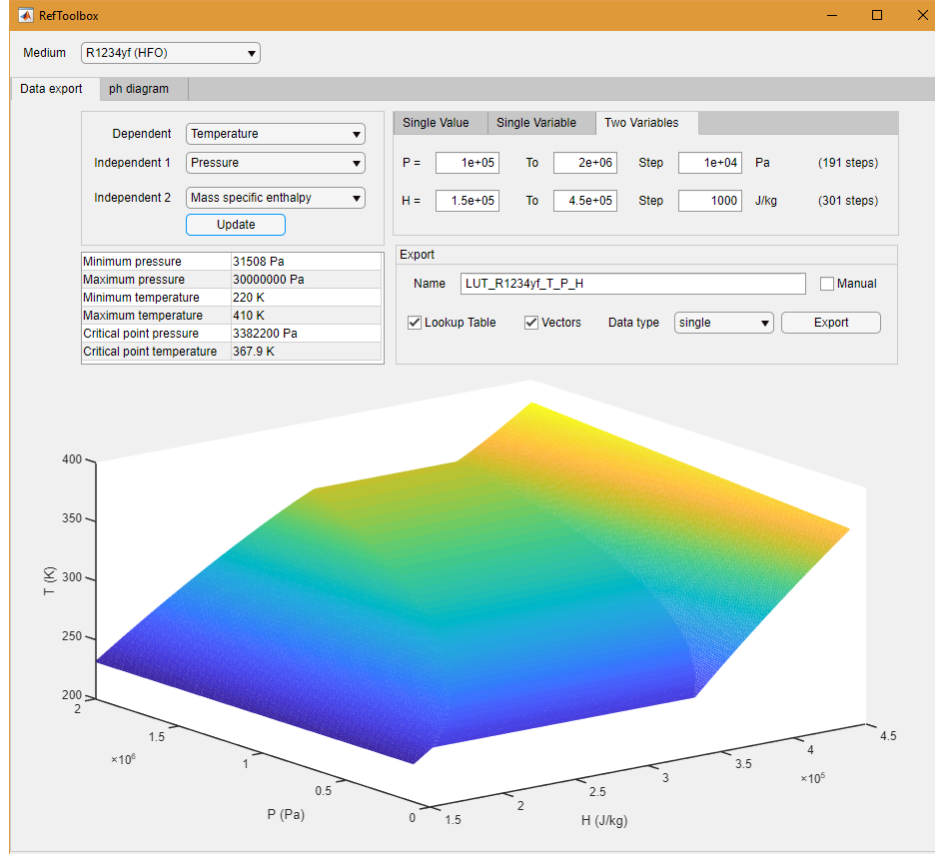 RefToolbox
Medium R1234yf (HFO)
Data export ph diagram
Dependent Temperature
Independent 1 Pressure
Independent 2 Mass specific enthalpy
Update
Single Value Single Variable Two Variables
P = 1e+05 To 2e+06 Step 1e+04 Pa (191 steps)
H = 1.5e+05 To 4.5e+05 Step 1000 J/kg (301 steps)
Minimum pressure 31508 Pa
Maximum pressure 30000000 Pa
Minimum temperature 220 K
Maximum temperature 410 K
Critical point pressure 3382200 Pa
Critical point temperature 367.9 K
Export
Name LUT_R1234yf_T_P_H Manual
Lookup Table Vectors Data type single Export
400
350
300
250
200
T (K)
2
1.5
1
0.5
0
×10⁶
P (Pa)
1.5
2
2.5
3
3.5
4
4.5
×10⁵
H (J/kg)